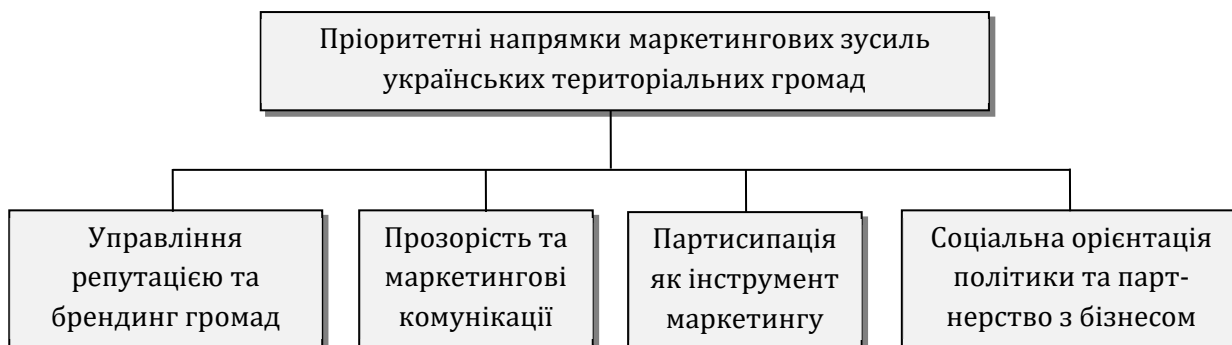 Пріоритетні напрямки маркетингових зусиль
українських територіальних громад
Управління
репутацією та
брендинг громад
Прозорість та
маркетингові
комунікації
Партисипація
як інструмент
маркетингу
Соціальна орієнтація
політики та парт-
нерство з бізнесом